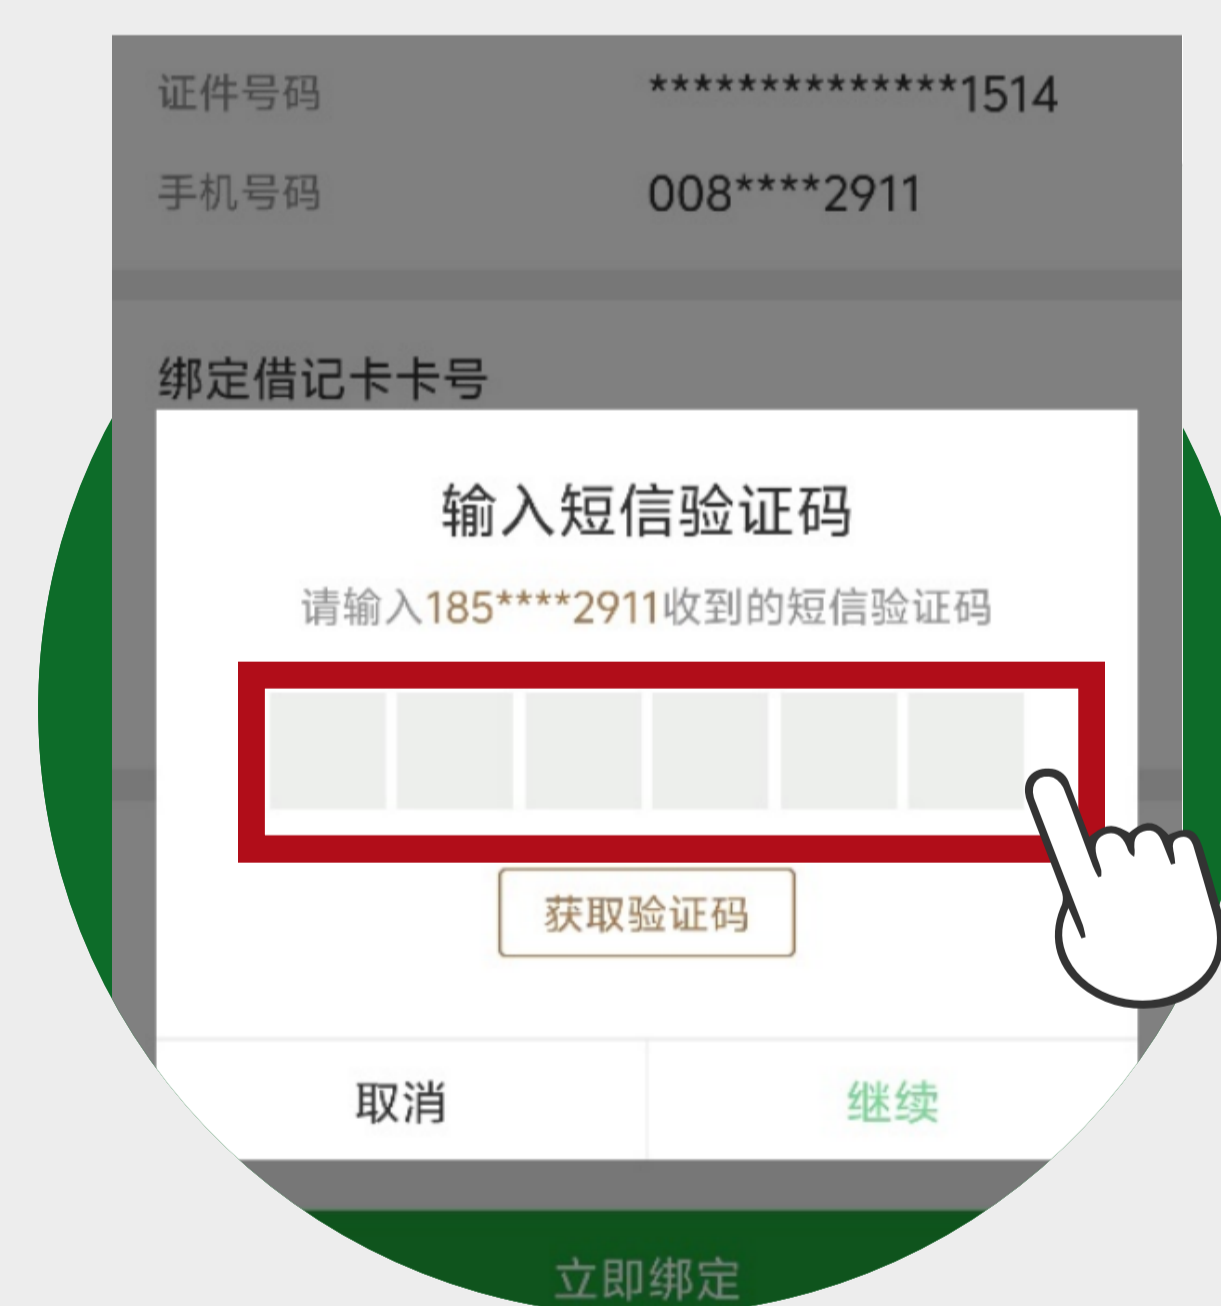 证件号码 **************1514
手机号码 008****2911
绑定借记卡卡号
输入短信验证码
请输入185****2911收到的短信验证码
获取验证码
取消 继续
立即绑定